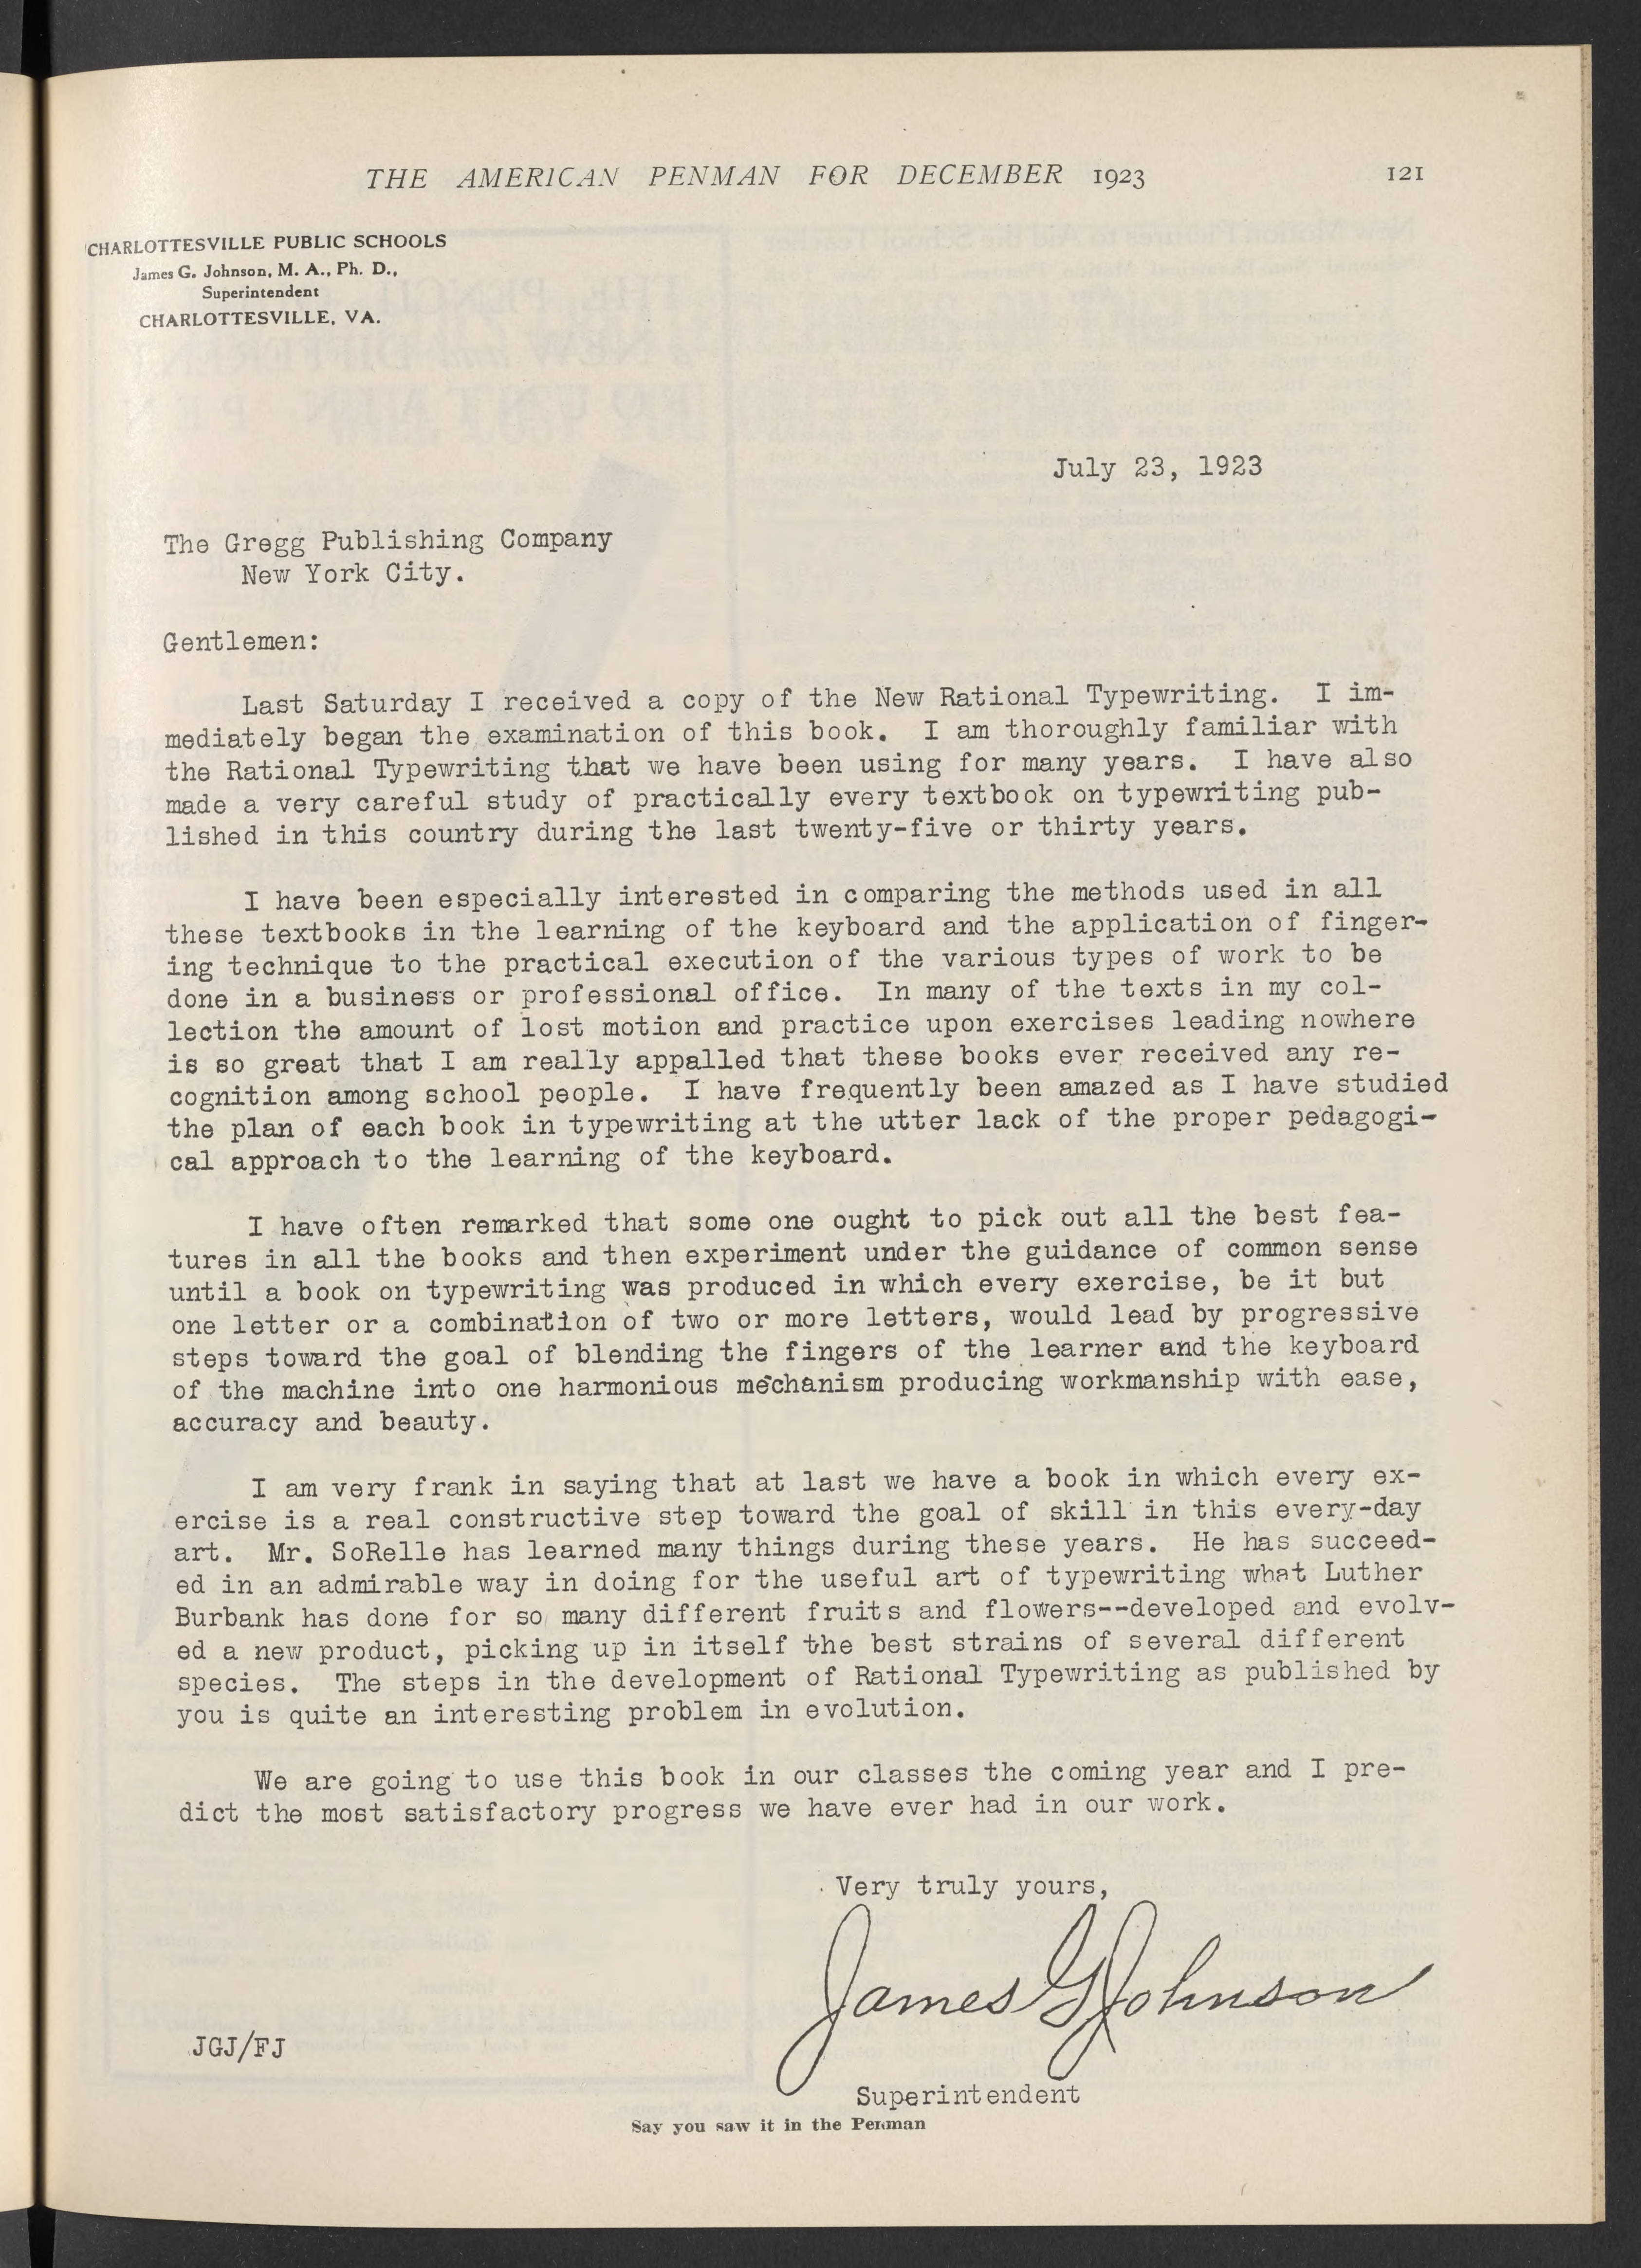 THE AMERICAN PENMAN FOR DECEMBER 1923 121
CHARLOTTESVILLE PUBLIC SCHOOLS
James G. Johnson, M. A., Ph. D.,
Superintendent
CHARLOTTESVILLE, VA.
July 23, 1923
The Gregg Publishing Company
New York City.
Gentlemen:
Last Saturday I received a copy of the New Rational Typewriting. I im-
mediately began the examination of this book. I am thoroughly familiar with
the Rational Typewriting that we have been using for many years. I have also
made a very careful study of practically every textbook on typewriting pub-
lished in this country during the last twenty-five or thirty years.
I have been especially interested in comparing the methods used in all
these textbooks in the learning of the keyboard and the application of finger-
ing technique to the practical execution of the various types of work to be
done in a business or professional office. In many of the texts in my col-
lection the amount of lost motion and practice upon exercises leading nowhere
is so great that I am really appalled that these books ever received any re-
cognition among school people. I have frequently been amazed as I have studied
the plan of each book in typewriting at the utter lack of the proper pedagogi-
cal approach to the learning of the keyboard.
I have often remarked that some one ought to pick out all the best fea-
tures in all the books and then experiment under the guidance of common sense
until a book on typewriting was produced in which every exercise, be it but
one letter or a combination of two or more letters, would lead by progressive
steps toward the goal of blending the fingers of the learner and the keyboard
of the machine into one harmonious mechanism producing workmanship with ease,
accuracy and beauty.
I am very frank in saying that at last we have a book in which every ex-
ercise is a real constructive step toward the goal of skill in this every-day
art. Mr. SoRelle has learned many things during these years. He has succeed-
ed in an admirable way in doing for the useful art of typewriting what Luther
Burbank has done for so many different fruits and flowers--developed and evolv-
ed a new product, picking up in itself the best strains of several different
species. The steps in the development of Rational Typewriting as published by
you is quite an interesting problem in evolution.
We are going to use this book in our classes the coming year and I pre-
dict the most satisfactory progress we have ever had in our work.
Very truly yours,
James G Johnson
JGJ/FJ
Superintendent
Say you saw it in the Penman